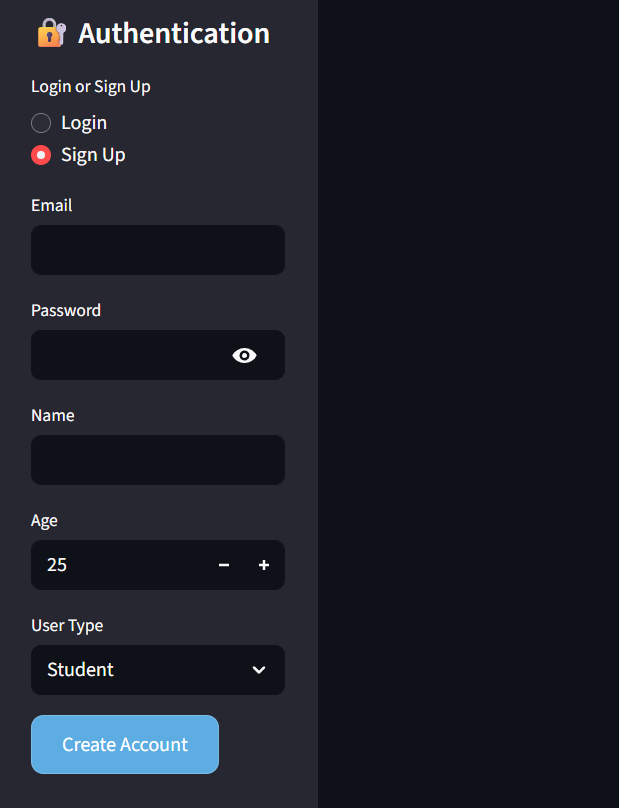 Authentication
Login or Sign Up
Login
Sign Up
Email
Password
Name
Age
25
User Type
Student
Create Account